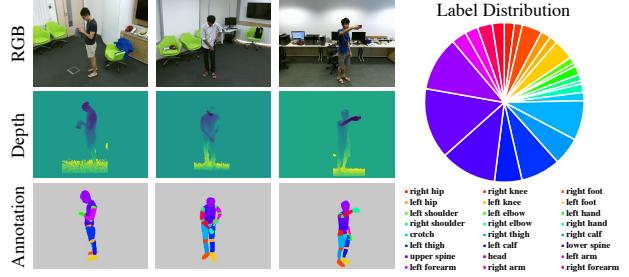 RGB
Depth
Annotation
Label Distribution
right hip right knee right foot
left hip left knee left foot
left shoulder left elbow left hand
right shoulder right elbow right hand
crotch right thigh right calf
left thigh left calf lower spine
upper spine head left arm
left forearm right arm right forearm